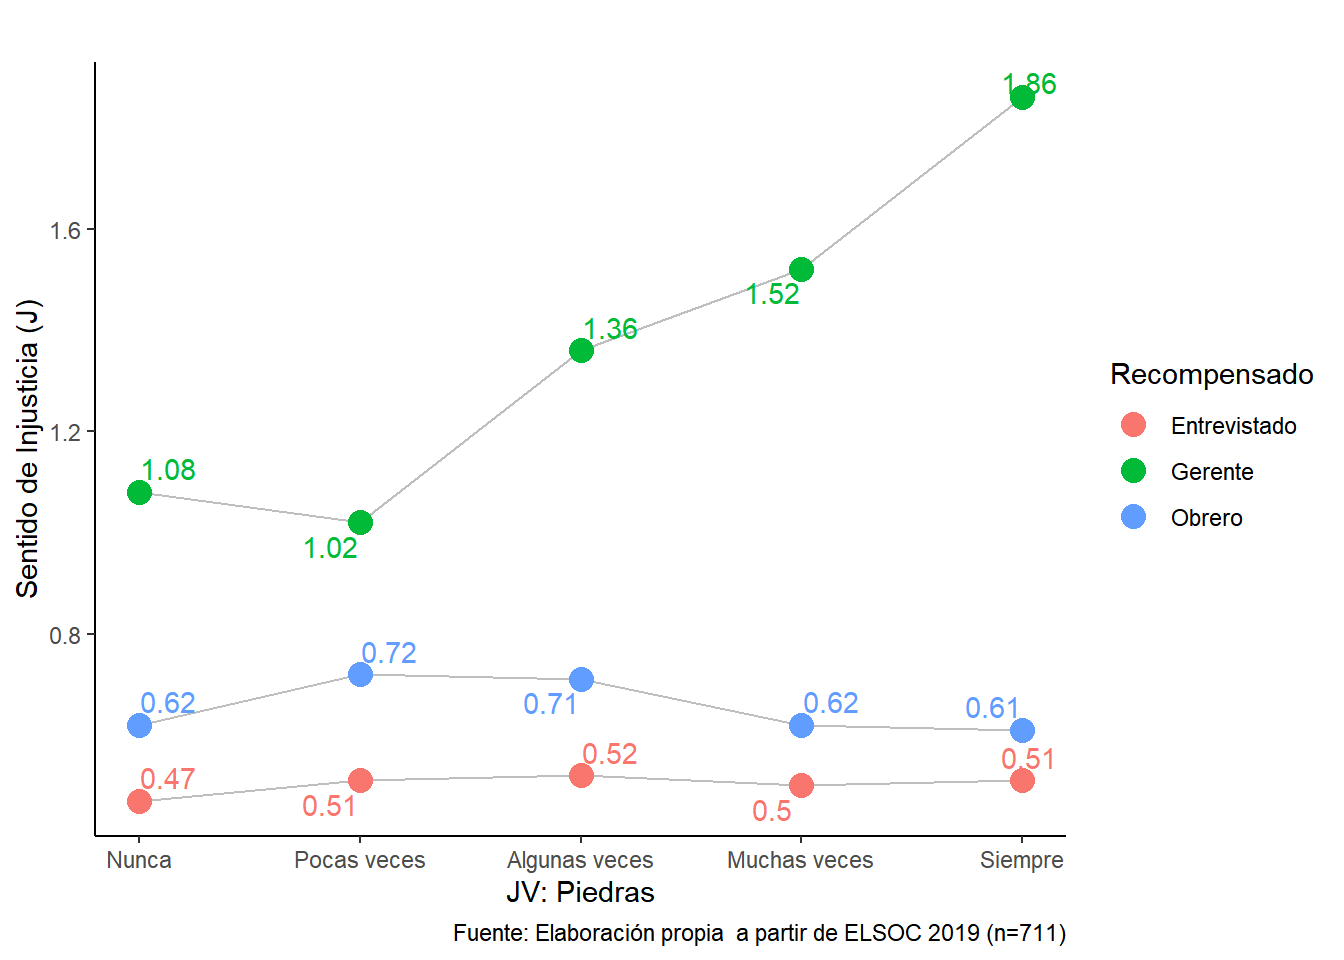 1.86
1.6
1.52
1.36
Sentido de Injusticia (J)
Recompensado
Entrevistado
Gerente
Obrero
1.2
1.08
1.02
0.8
0.72
0.62
0.71
0.62
0.61
0.47
0.51
0.52
0.5
0.51
Nunca Pocas veces Algunas veces Muchas veces Siempre
JV: Piedras
Fuente: Elaboración propia  a partir de ELSOC 2019 (n=711)